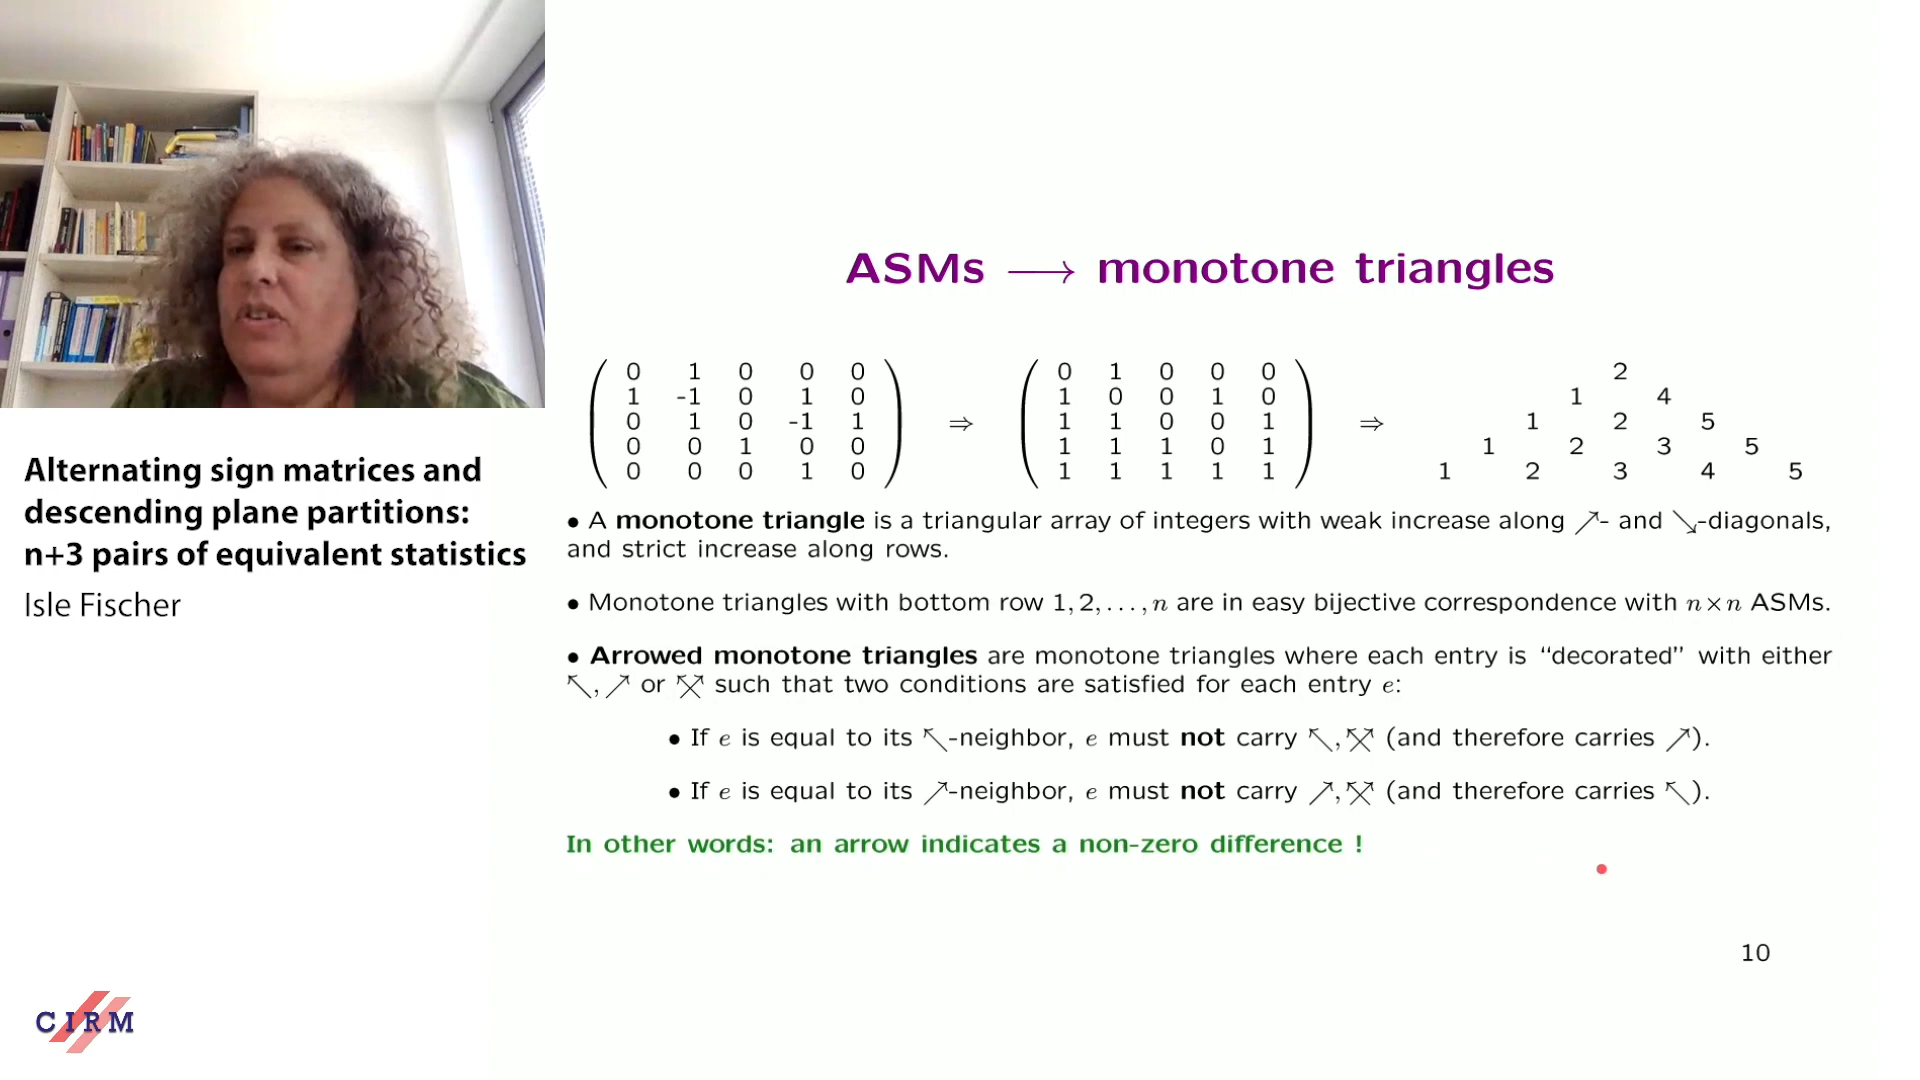 Alternating sign matrices and
descending plane partitions:
n+3 pairs of equivalent statistics
Isle Fischer
CIRM
ASMs ⟶ monotone triangles
0 1 0 0 0
1 -1 0 1 0
0 1 0 -1 1
0 0 1 0 0
0 0 0 1 0
⇒
0 1 0 0 0
1 0 0 1 0
1 1 0 0 1
1 1 1 0 1
1 1 1 1 1
⇒
2
1 4
1 2 5
1 2 3 5
1 2 3 4 5
• A monotone triangle is a triangular array of integers with weak increase along ↗- and ↘-diagonals,
and strict increase along rows.
• Monotone triangles with bottom row 1, 2, . . . , n are in easy bijective correspondence with n×n ASMs.
• Arrowed monotone triangles are monotone triangles where each entry is “decorated” with either
↖, ↗ or ↖↗ such that two conditions are satisfied for each entry e:
• If e is equal to its ↖-neighbor, e must not carry ↖, ↖↗ (and therefore carries ↗).
• If e is equal to its ↗-neighbor, e must not carry ↗, ↖↗ (and therefore carries ↖).
In other words: an arrow indicates a non-zero difference !
10